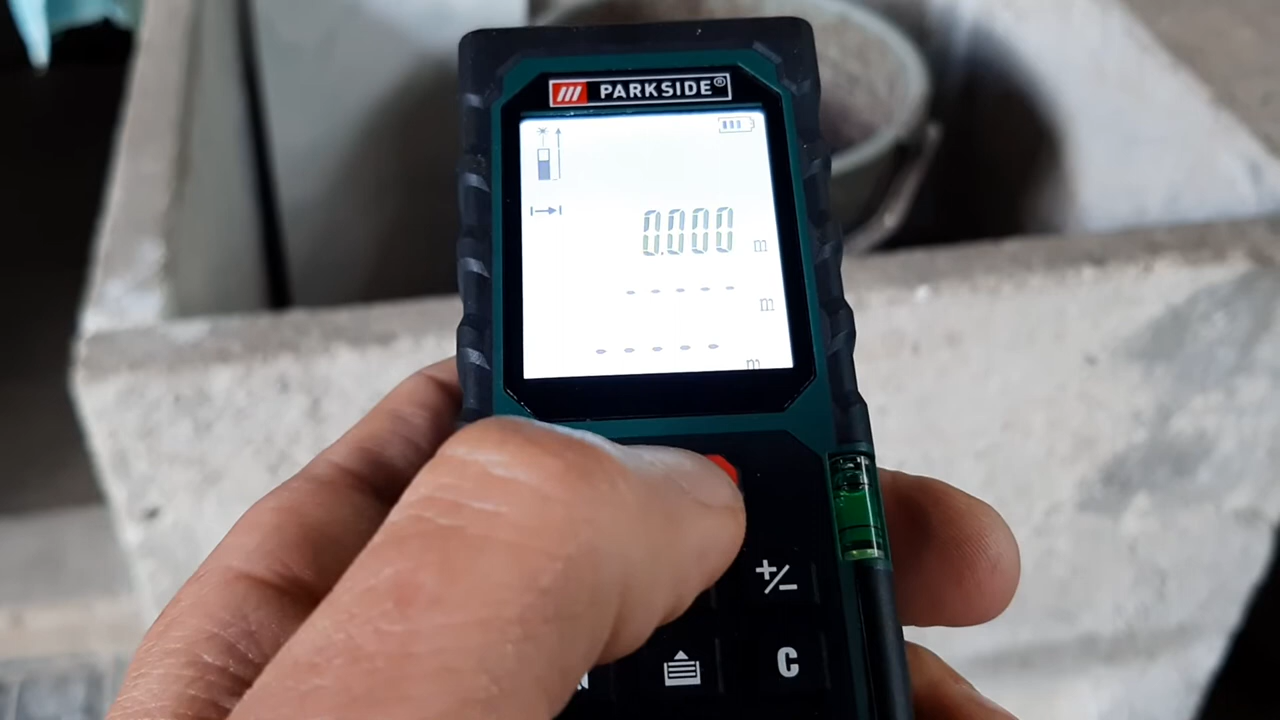 PARKSIDE®
0.000 m
- - - - - m
- - - - - m
+/-
C